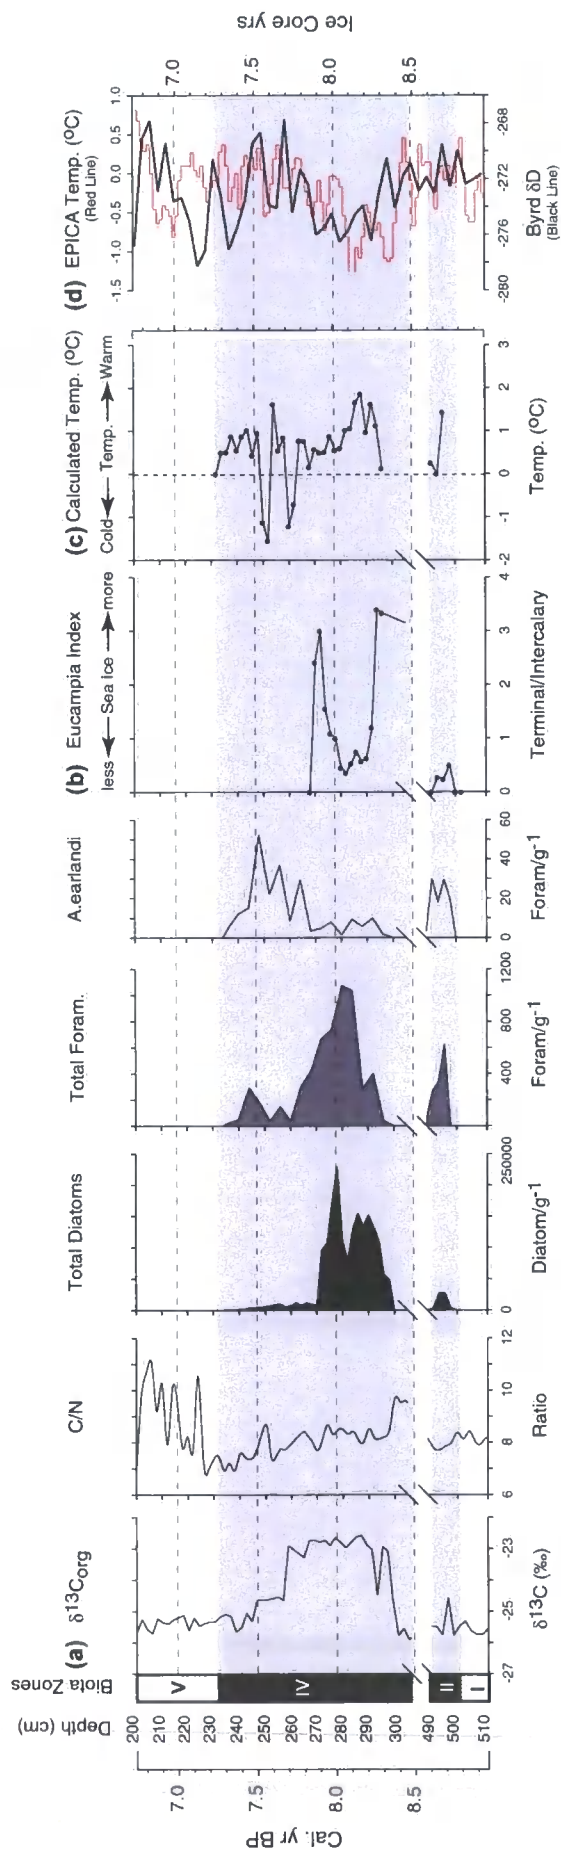 Cal. yr BP
7.0
7.5
8.0
8.5
Depth (cm)
200
210
220
230
240
250
260
270
280
290
300
490
500
510
Biota Zones
V
IV
II
I
(a) δ13Corg
-27
-25
-23
δ13C (‰)
C/N
6
8
10
12
Ratio
Total Diatoms
0
250000
Diatom/g-1
Total Foram.
400
800
1200
Foram/g-1
A.earlandi
0
20
40
60
Foram/g-1
(b) Eucampia Index
less Sea Ice more
0
1
2
3
4
Terminal/Intercalary
(c) Calculated Temp. (ºC)
Cold Temp. Warm
-2
-1
0
1
2
3
Temp. (ºC)
(d) EPICA Temp. (ºC)
(Red Line)
-1.5
-1.0
-0.5
0.0
0.5
1.0
-280
-276
-272
-268
Byrd δD
(Black Line)
7.0
7.5
8.0
8.5
Ice Core yrs